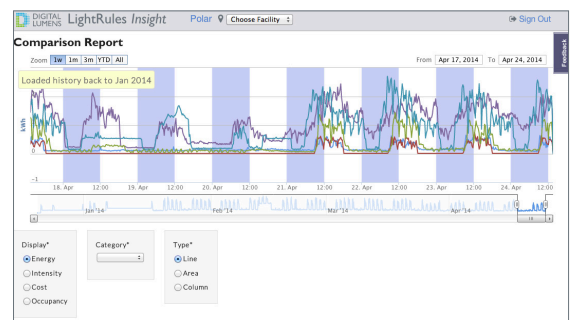 DIGITAL LUMENS LightRules Insight Polar Choose Facility Sign Out
Feedback
Comparison Report
Zoom 1w 1m 3m YTD All From Apr 17, 2014 To Apr 24, 2014
Loaded history back to Jan 2014
kWh
0
-1
18. Apr 12:00 19. Apr 12:00 20. Apr 12:00 21. Apr 12:00 22. Apr 12:00 23. Apr 12:00 24. Apr 12:00
Jan '14 Feb '14 Mar '14 Apr '14
Display* Category* Type*
Energy Line
Intensity Area
Cost Column
Occupancy